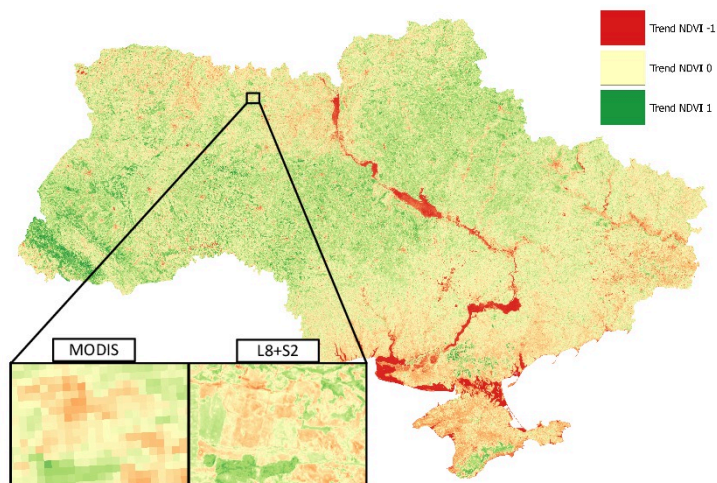 Trend NDVI -1
Trend NDVI 0
Trend NDVI 1
MODIS
L8+S2